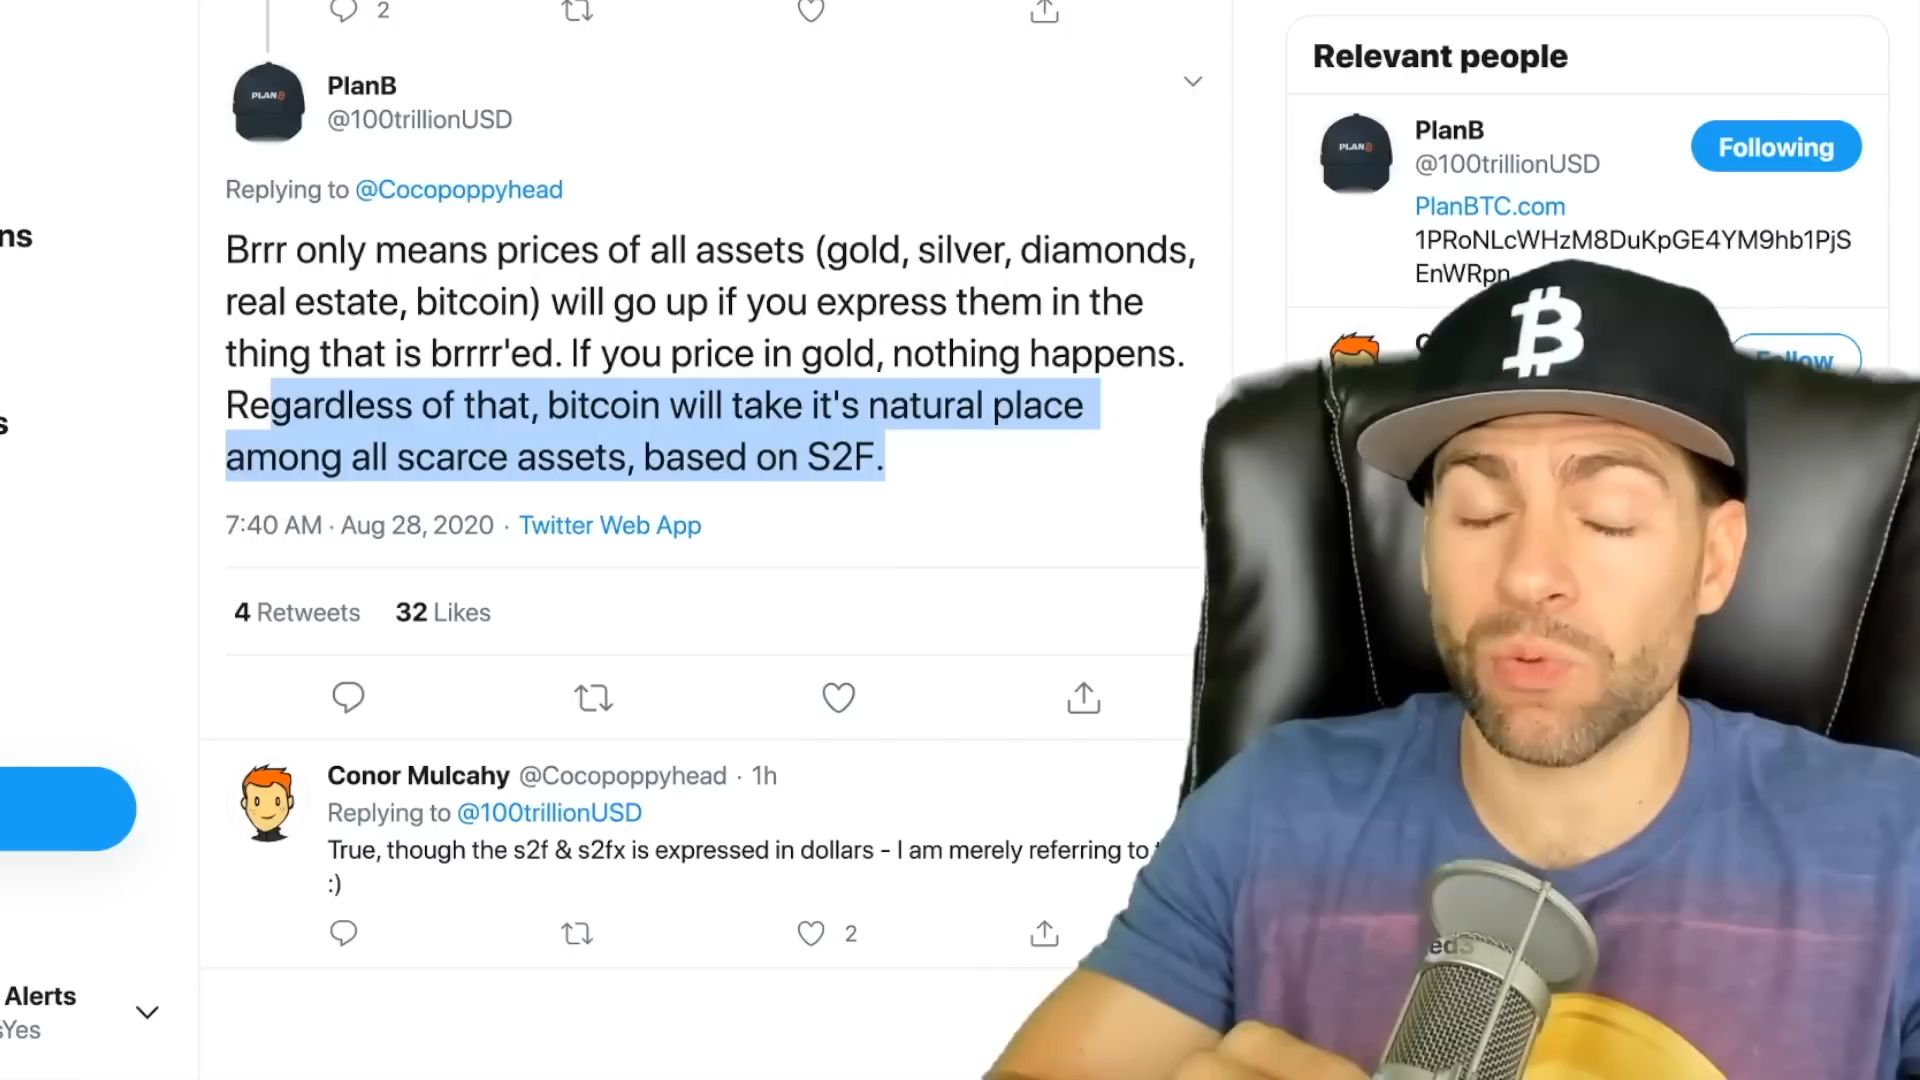 2
PlanB
@100trillionUSD
Replying to @Cocopoppyhead
Brrr only means prices of all assets (gold, silver, diamonds,
real estate, bitcoin) will go up if you express them in the
thing that is brrrr'ed. If you price in gold, nothing happens.
Regardless of that, bitcoin will take it's natural place
among all scarce assets, based on S2F.
7:40 AM · Aug 28, 2020 · Twitter Web App
4 Retweets 32 Likes
Conor Mulcahy @Cocopoppyhead · 1h
Replying to @100trillionUSD
True, though the s2f & s2fx is expressed in dollars - I am merely referring to
:)
2
Relevant people
PlanB
@100trillionUSD
Following
PlanBTC.com
1PRoNLcWHzM8DuKpGE4YM9hb1PjS
EnWRpn
Follow
PLANB
PLANB
Alerts
Yes